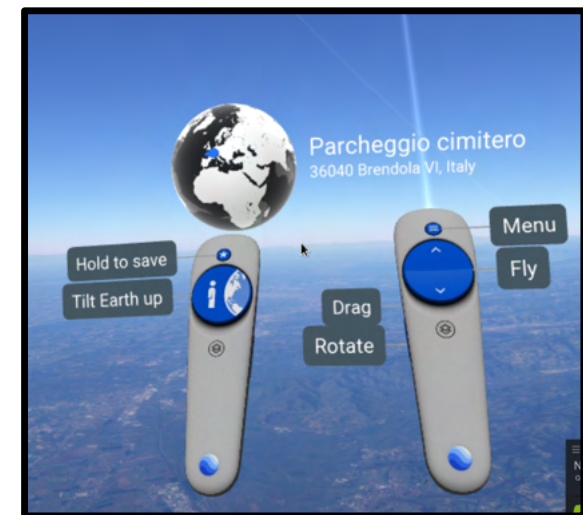 Parcheggio cimitero
36040 Brendola VI, Italy
Hold to save
Tilt Earth up
Menu
Fly
Drag
Rotate